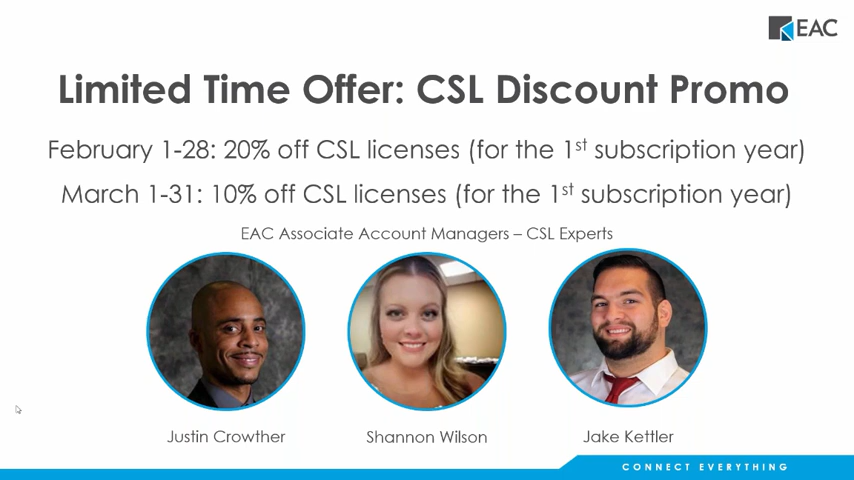 EAC
Limited Time Offer: CSL Discount Promo
February 1-28: 20% off CSL licenses (for the 1st subscription year)
March 1-31: 10% off CSL licenses (for the 1st subscription year)
EAC Associate Account Managers – CSL Experts
Justin Crowther
Shannon Wilson
Jake Kettler
CONNECT EVERYTHING